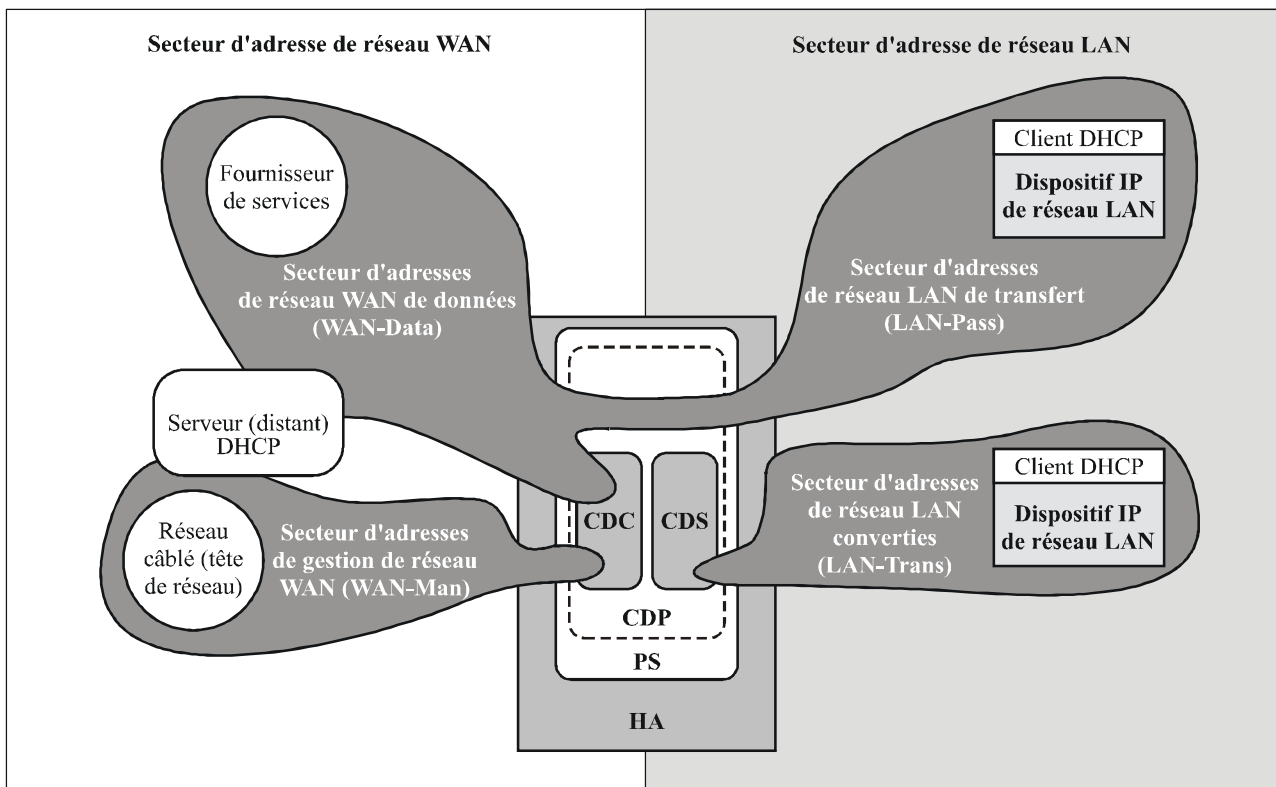 Secteur d'adresse de réseau WAN
Secteur d'adresse de réseau LAN
Fournisseur
de services
Secteur d'adresses
de réseau WAN de données
(WAN-Data)
Client DHCP
Dispositif IP
de réseau LAN
Secteur d'adresses
de réseau LAN de transfert
(LAN-Pass)
Serveur (distant)
DHCP
Réseau
câblé (tête
de réseau)
Secteur d'adresses
de gestion de réseau
WAN (WAN-Man)
CDC
CDS
CDP
PS
HA
Secteur d'adresses
de réseau LAN
converties
(LAN-Trans)
Client DHCP
Dispositif IP
de réseau LAN